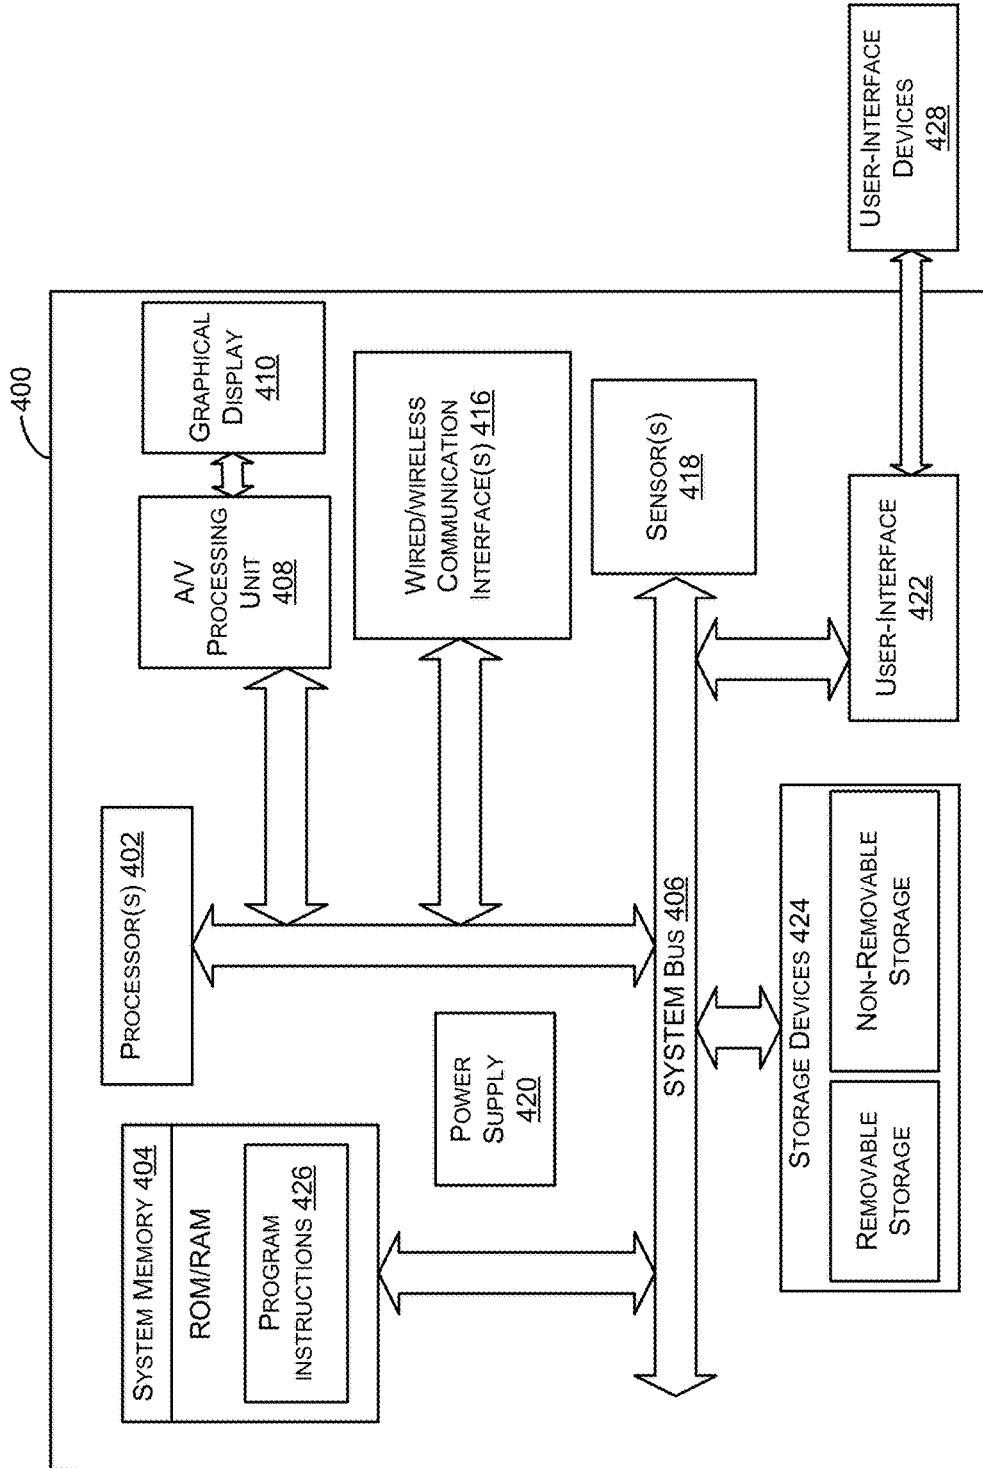 400
SYSTEM MEMORY 404
ROM/RAM
PROGRAM
INSTRUCTIONS 426
PROCESSOR(S) 402
A/V
PROCESSING
UNIT
408
GRAPHICAL
DISPLAY
410
WIRED/WIRELESS
COMMUNICATION
INTERFACE(S) 416
POWER
SUPPLY
420
SENSOR(S)
418
SYSTEM BUS 406
STORAGE DEVICES 424
REMOVABLE
STORAGE
NON-REMOVABLE
STORAGE
USER-INTERFACE
422
USER-INTERFACE
DEVICES
428